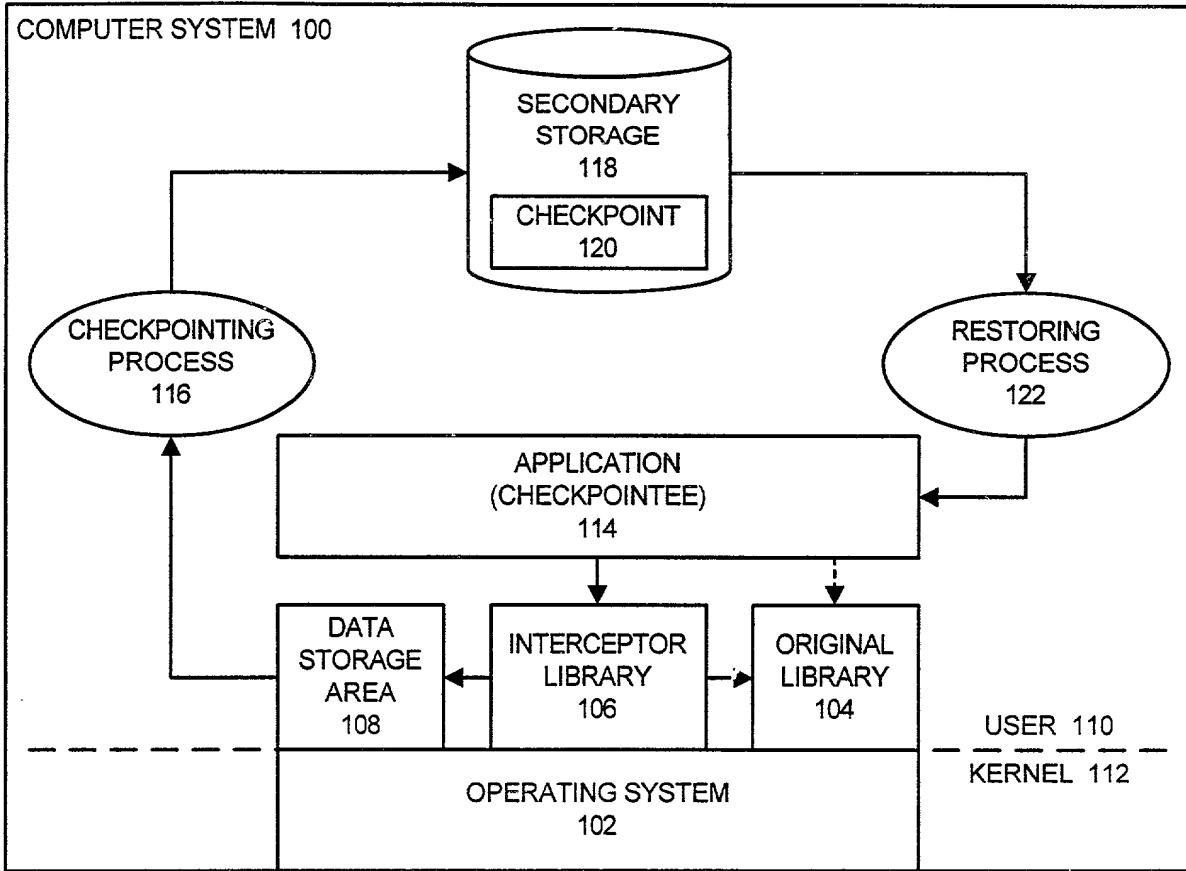 COMPUTER SYSTEM 100
SECONDARY
STORAGE
118
CHECKPOINT
120
CHECKPOINTING
PROCESS
116
RESTORING
PROCESS
122
APPLICATION
(CHECKPOINTEE)
114
DATA
STORAGE
AREA
108
INTERCEPTOR
LIBRARY
106
ORIGINAL
LIBRARY
104
USER 110
KERNEL 112
OPERATING SYSTEM
102